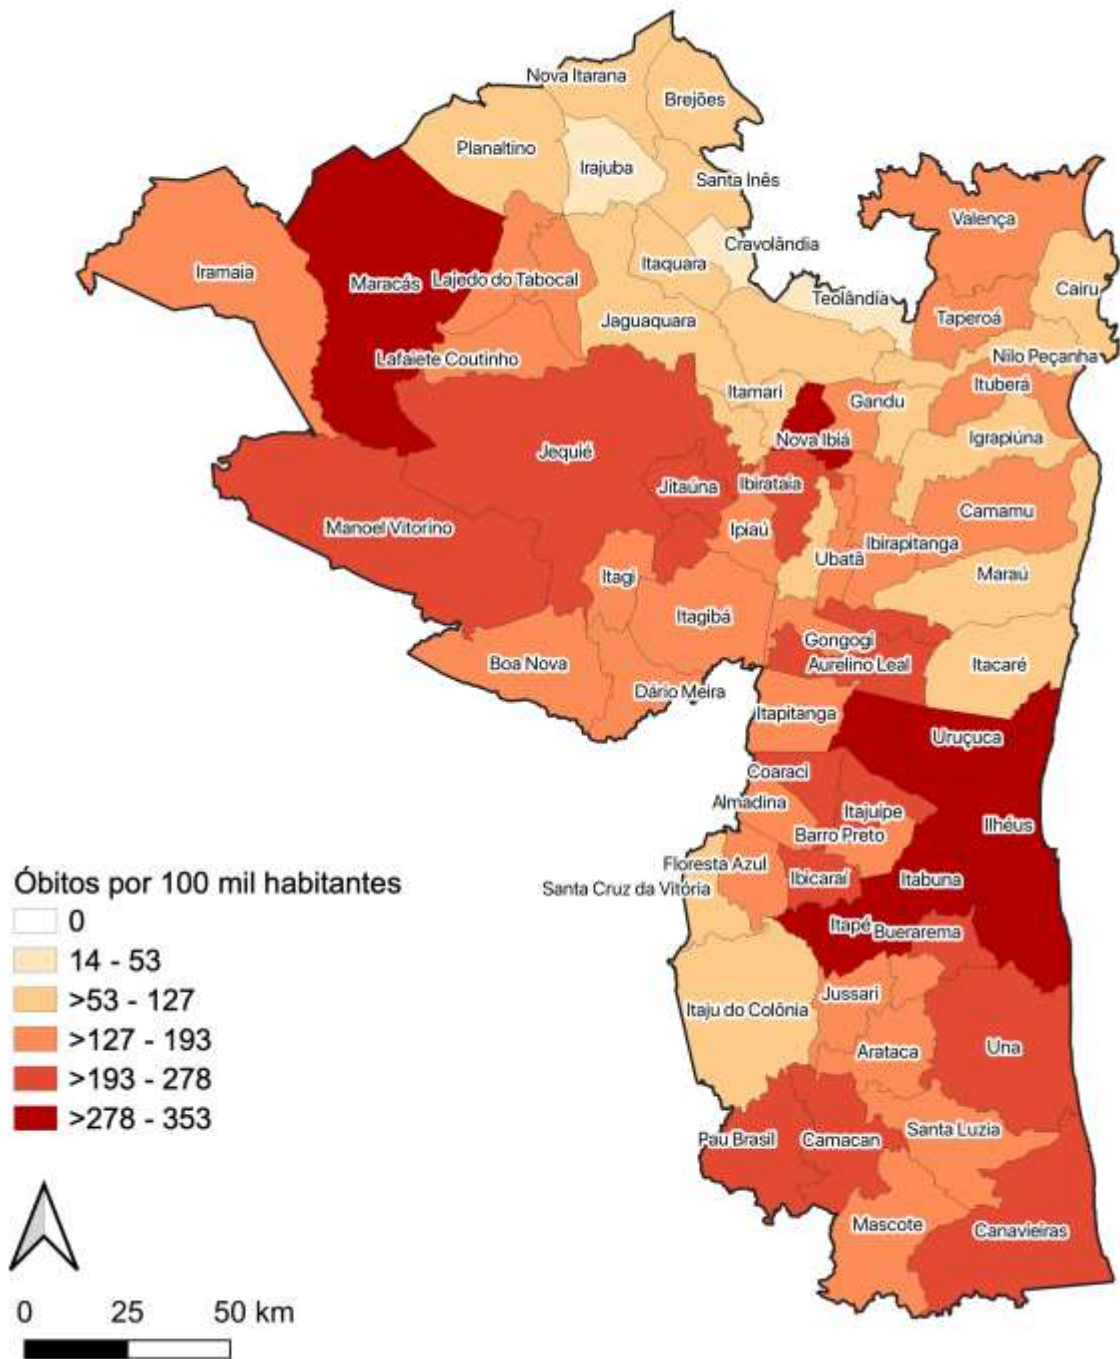 Nova Itarana
Brejões
Planaltino
Irajuba
Santa Inês
Valença
Cravolândia
Iramaia
Maracás
Lajedo do Tabocal
Itaquara
Teolândia
Cairu
Jaguaquara
Taperoá
Lafaiete Coutinho
Nilo Peçanha
Itamari
Gandu
Ituberá
Nova Ibiá
Igrapiúna
Jequié
Jitaúna
Ibirataia
Manoel Vitorino
Ipiaú
Camamu
Ibirapitanga
Ubatã
Itagi
Maraú
Itagibá
Gongogi
Boa Nova
Aurelino Leal
Itacaré
Dário Meira
Itapitanga
Uruçuca
Coaraci
Almadina
Itajuípe
Ilhéus
Barro Preto
Floresta Azul
Ibicaraí
Itabuna
Santa Cruz da Vitória
Itapé
Buerarema
Jussari
Itaju do Colônia
Arataca
Una
Santa Luzia
Pau Brasil
Camacan
Mascote
Canavieiras
Óbitos por 100 mil habitantes
0
14 - 53
>53 - 127
>127 - 193
>193 - 278
>278 - 353
0 25 50 km